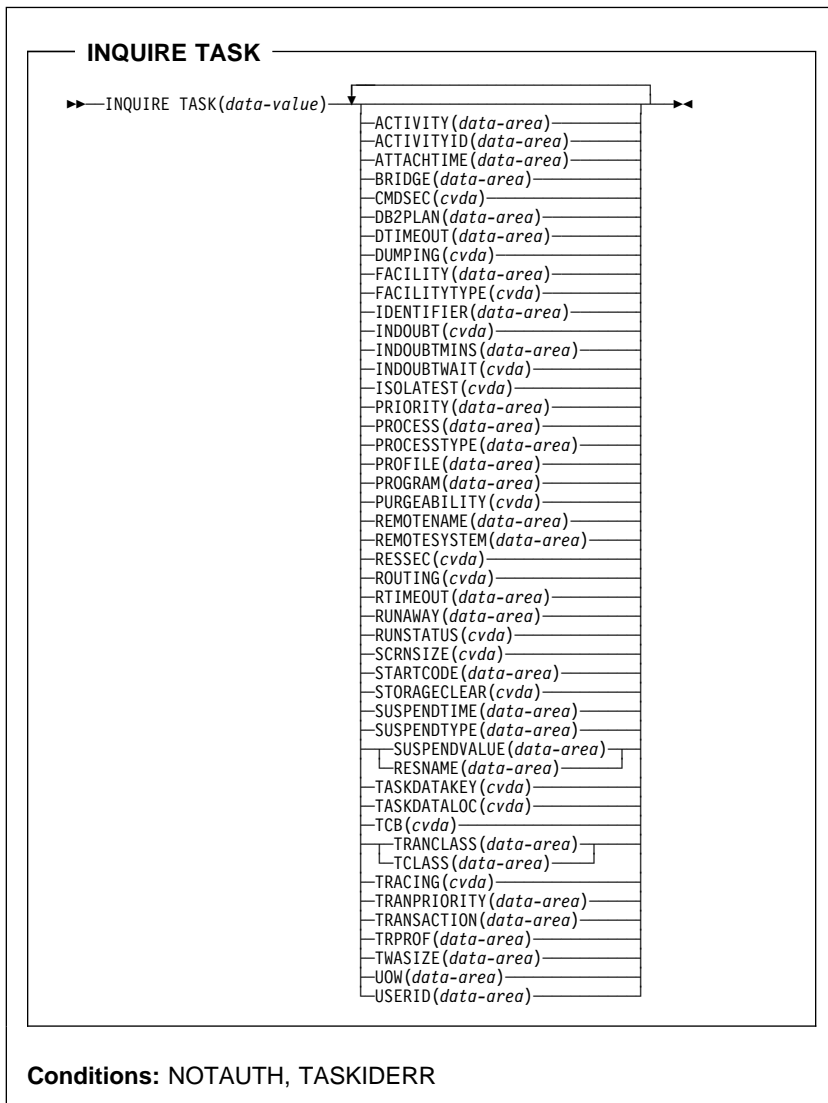 INQUIRE TASK
INQUIRE TASK(data-value)
ACTIVITY(data-area)
ACTIVITYID(data-area)
ATTACHTIME(data-area)
BRIDGE(data-area)
CMDSEC(cvda)
DB2PLAN(data-area)
DTIMEOUT(data-area)
DUMPING(cvda)
FACILITY(data-area)
FACILITYTYPE(cvda)
IDENTIFIER(data-area)
INDOUBT(cvda)
INDOUBTMINS(data-area)
INDOUBTWAIT(cvda)
ISOLATEST(cvda)
PRIORITY(data-area)
PROCESS(data-area)
PROCESSTYPE(data-area)
PROFILE(data-area)
PROGRAM(data-area)
PURGEABILITY(cvda)
REMOTENAME(data-area)
REMOTESYSTEM(data-area)
RESSEC(cvda)
ROUTING(cvda)
RTIMEOUT(data-area)
RUNAWAY(data-area)
RUNSTATUS(cvda)
SCRNSIZE(cvda)
STARTCODE(data-area)
STORAGECLEAR(cvda)
SUSPENDTIME(data-area)
SUSPENDTYPE(data-area)
SUSPENDVALUE(data-area)
RESNAME(data-area)
TASKDATAKEY(cvda)
TASKDATALOC(cvda)
TCB(cvda)
TRANCLASS(data-area)
TCLASS(data-area)
TRACING(cvda)
TRANPRIORITY(data-area)
TRANSACTION(data-area)
TRPROF(data-area)
TWASIZE(data-area)
UOW(data-area)
USERID(data-area)
Conditions: NOTAUTH, TASKIDERR